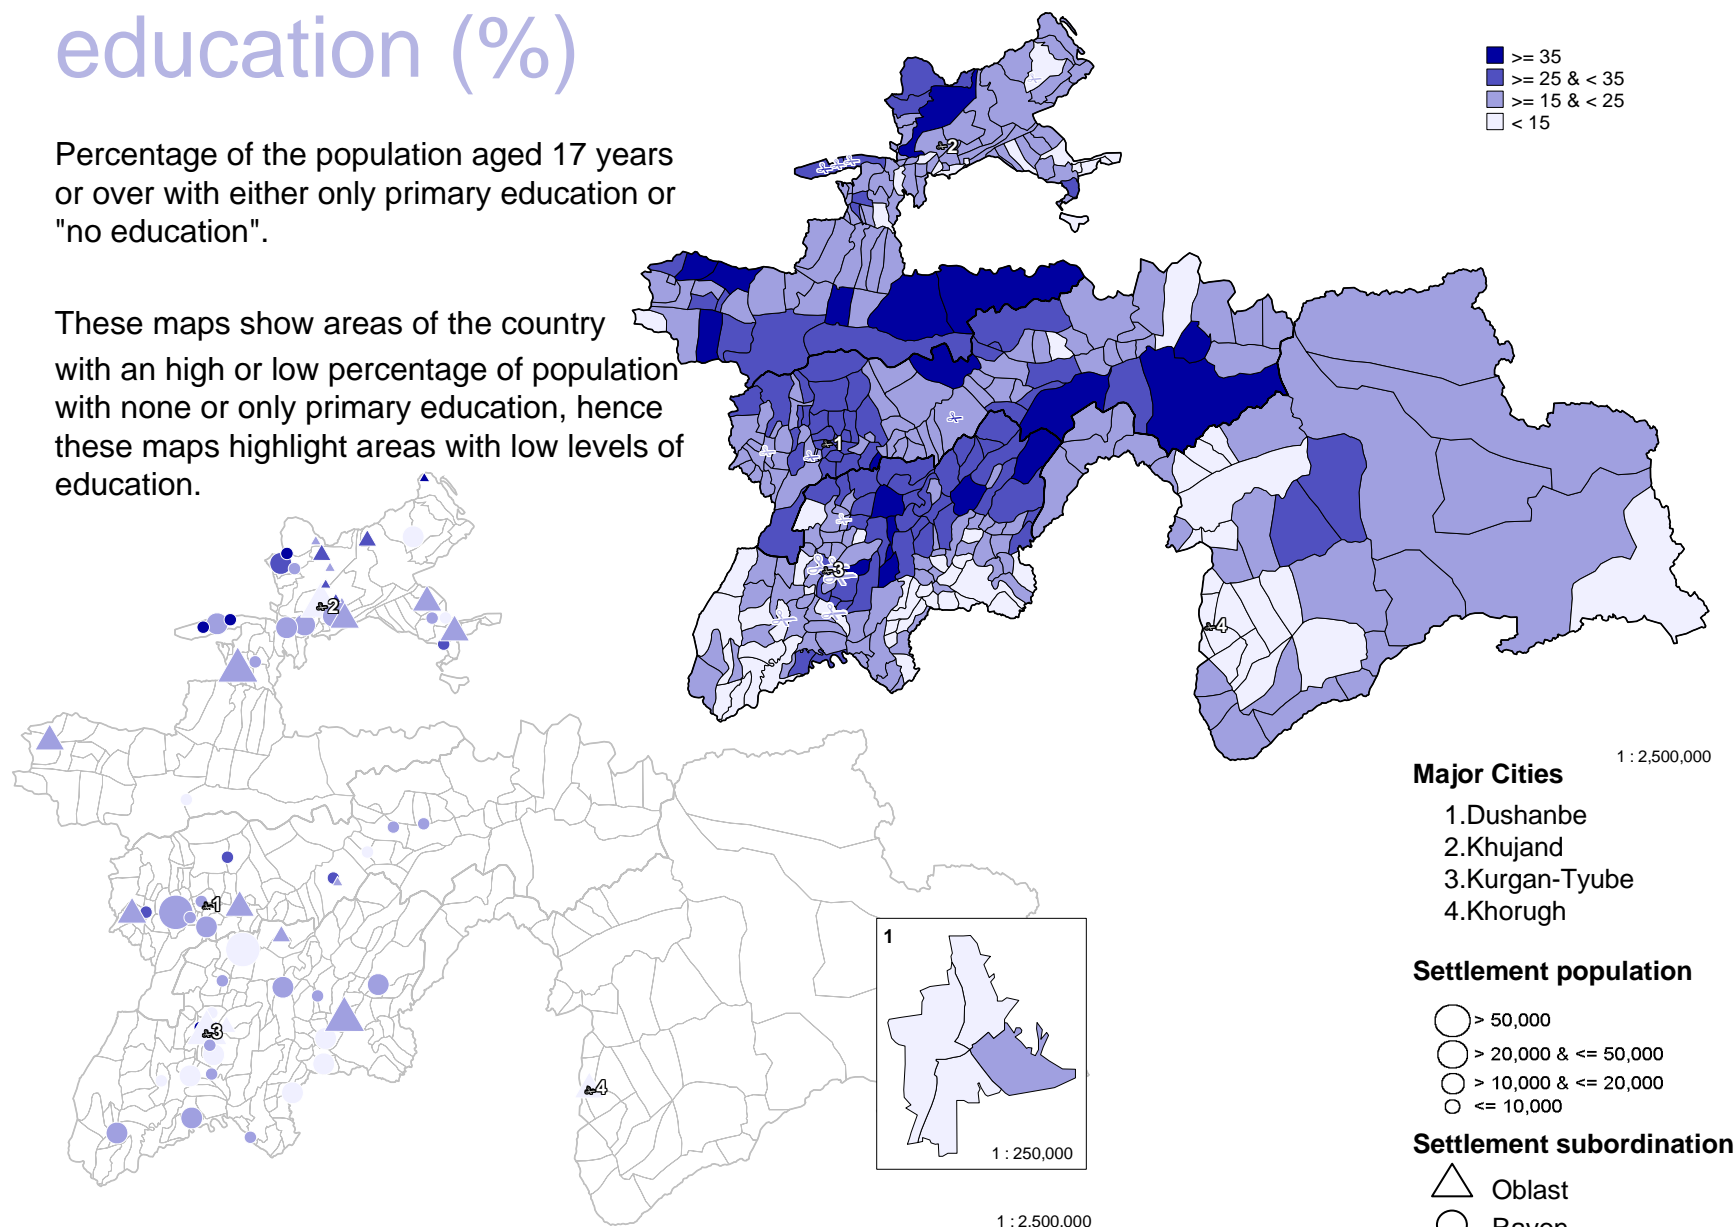 education (%)
Percentage of the population aged 17 years
or over with either only primary education or
"no education".
These maps show areas of the country
with an high or low percentage of population
with none or only primary education, hence
these maps highlight areas with low levels of
education.
>= 35
>= 25 & < 35
>= 15 & < 25
< 15
2
1
3
4
1 : 2,500,000
Major Cities
1.Dushanbe
2.Khujand
3.Kurgan-Tyube
4.Khorugh
Settlement population
> 50,000
> 20,000 & <= 50,000
> 10,000 & <= 20,000
<= 10,000
Settlement subordination
Oblast
Rayon
2
1
3
4
1
1 : 250,000
1 : 2,500,000